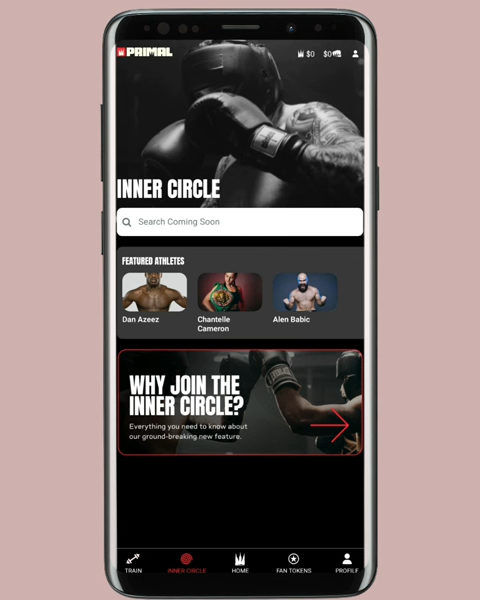 PRIMAL
$0 $0
INNER CIRCLE
Search Coming Soon
FEATURED ATHLETES
Dan Azeez
Chantelle
Cameron
Alen Babic
WHY JOIN THE
INNER CIRCLE?
Everything you need to know about
our ground-breaking new feature.
TRAIN
INNER CIRCLE
HOME
FAN TOKENS
PROFILE